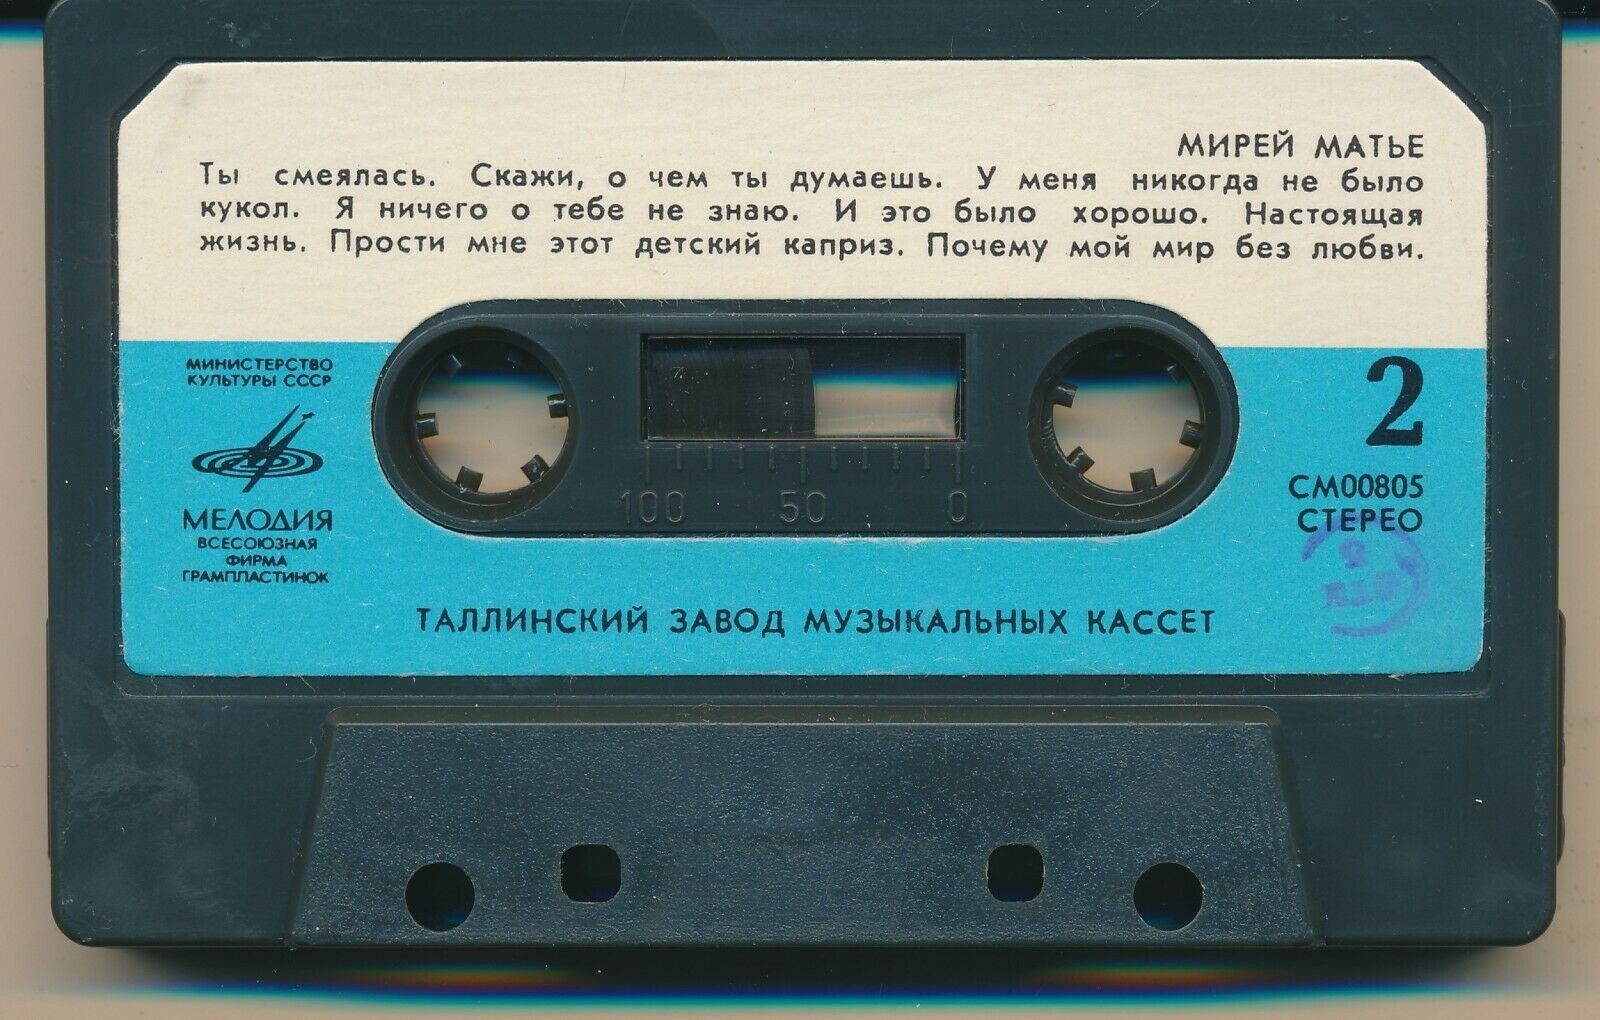 МИРЕЙ МАТЬЕ
Ты смеялась. Скажи, о чем ты думаешь. У меня никогда не было
кукол. Я ничего о тебе не знаю. И это было хорошо. Настоящая
жизнь. Прости мне этот детский каприз. Почему мой мир без любви.
МИНИСТЕРСТВО
КУЛЬТУРЫ СССР
МЕЛОДИЯ
ВСЕСОЮЗНАЯ
ФИРМА
ГРАМПЛАСТИНОК
100 50 0
2
СМ00805
СТЕРЕО
ТАЛЛИНСКИЙ ЗАВОД МУЗЫКАЛЬНЫХ КАССЕТ